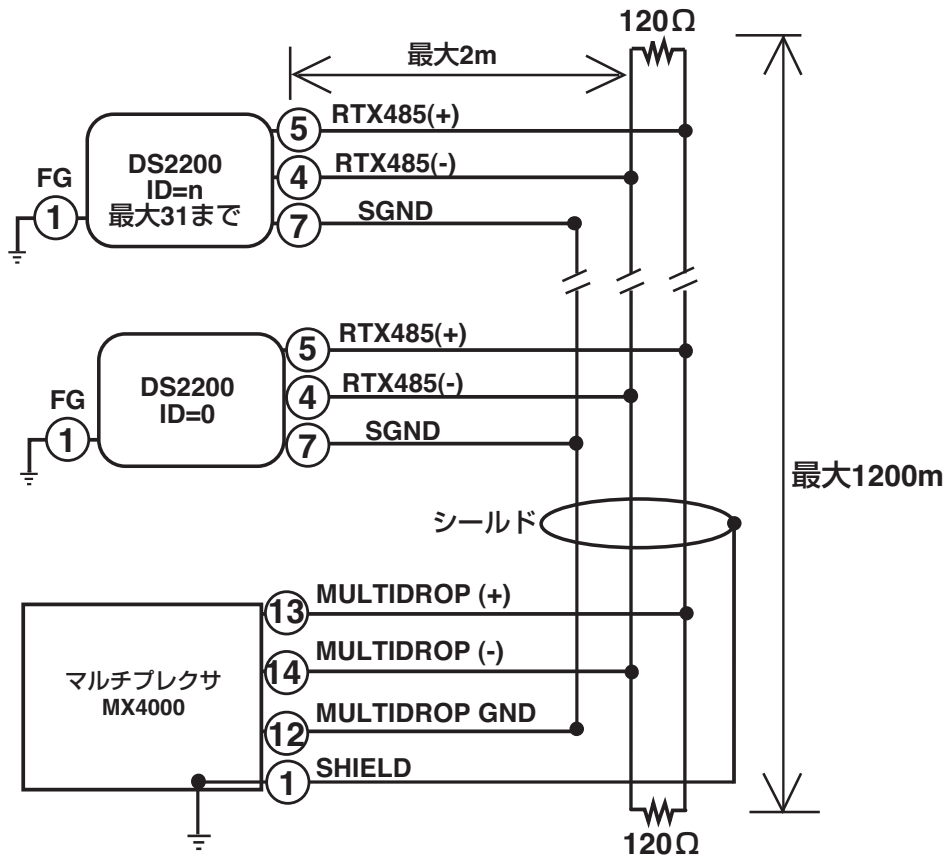 120Ω
最大2m
5
RTX485(+)
DS2200
ID=n
最大31まで
4
RTX485(-)
FG
1
7
SGND
5
RTX485(+)
DS2200
ID=0
4
RTX485(-)
FG
1
7
SGND
最大1200m
シールド
13
MULTIDROP (+)
マルチプレクサ
MX4000
14
MULTIDROP (-)
12
MULTIDROP GND
1
SHIELD
120Ω